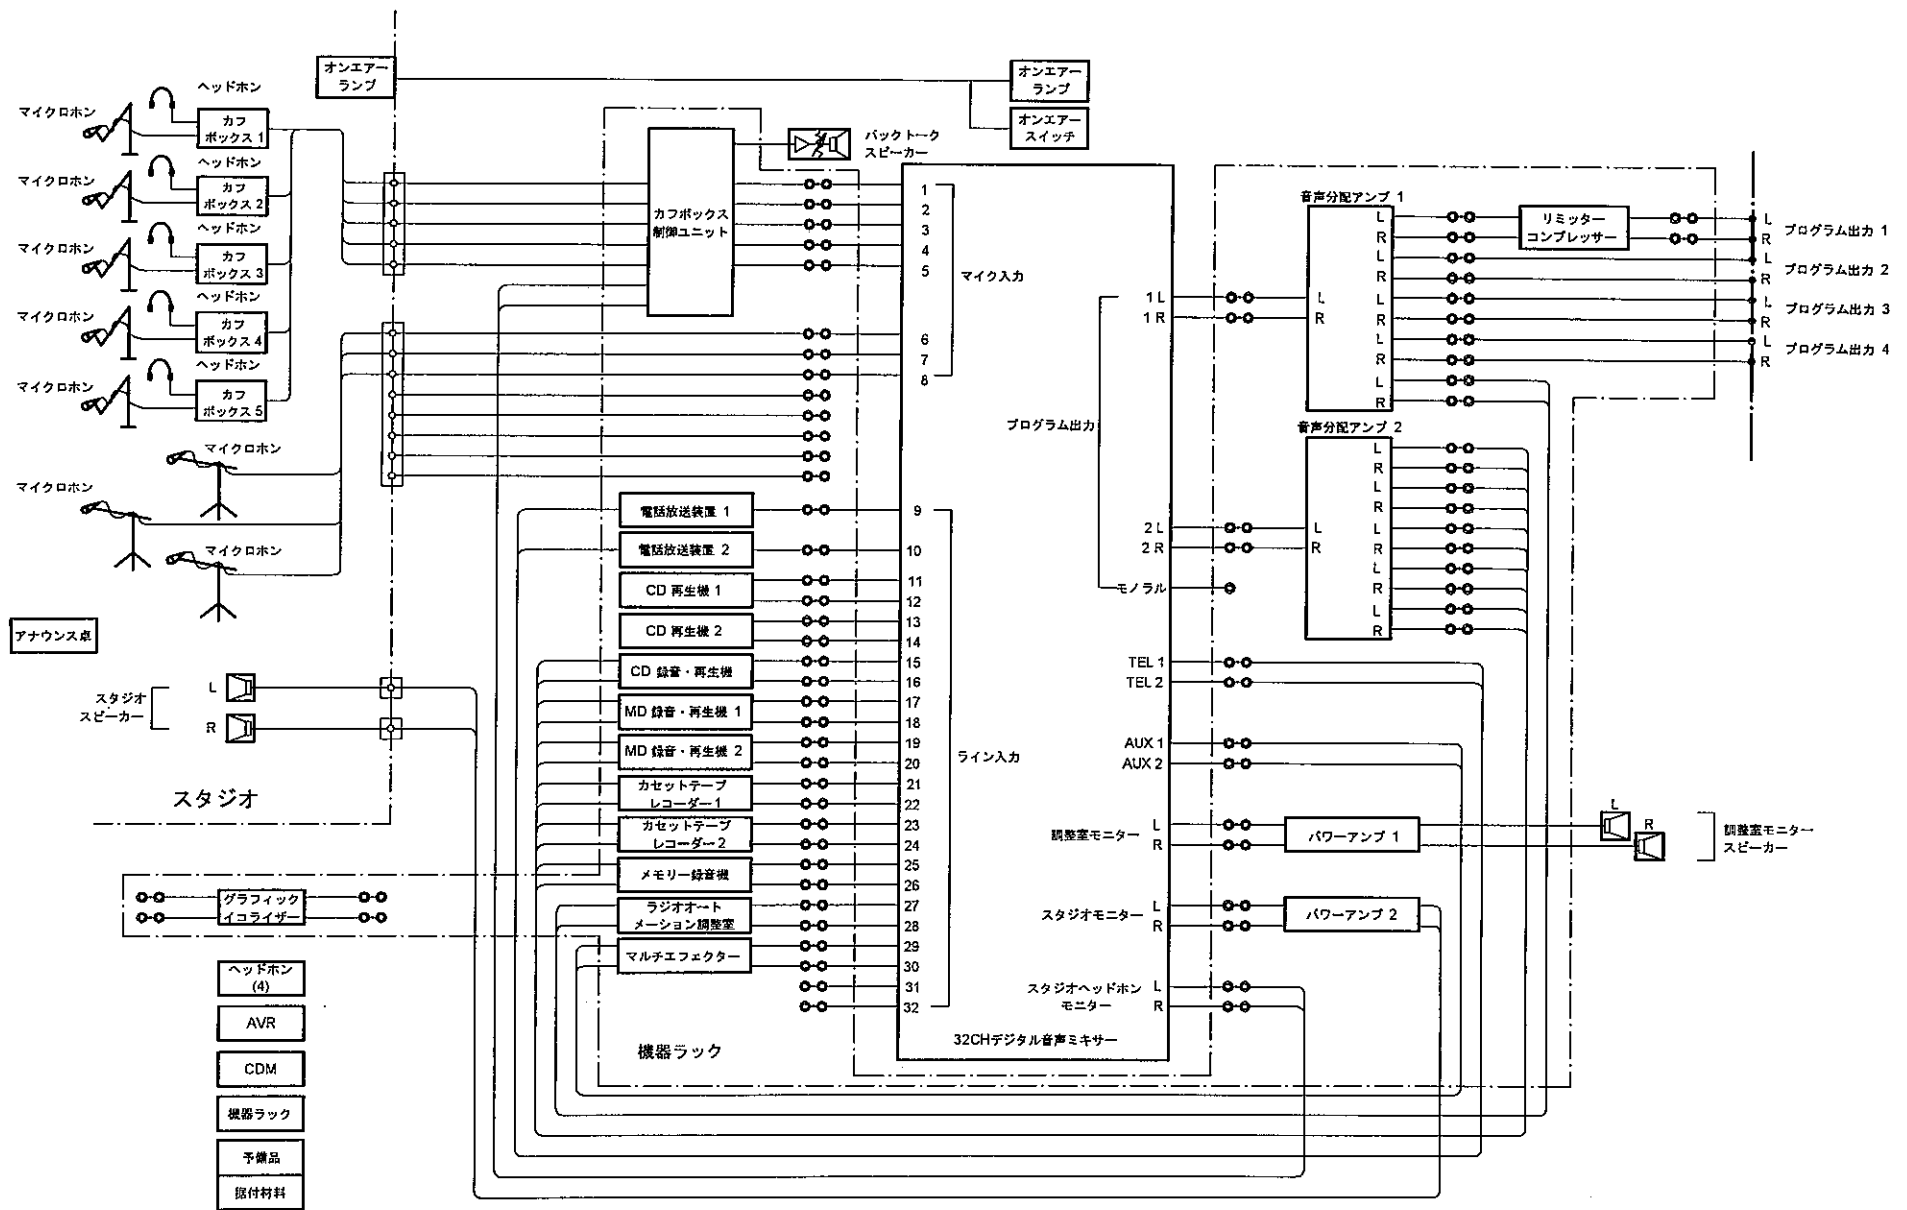 オンエアー
ランプ
オンエアー
ランプ
オンエアー
スイッチ
バックトーク
スピーカー
ヘッドホン
マイクロホン
カフ
ボックス 1
ヘッドホン
マイクロホン
カフ
ボックス 2
ヘッドホン
マイクロホン
カフ
ボックス 3
ヘッドホン
マイクロホン
カフ
ボックス 4
ヘッドホン
マイクロホン
カフ
ボックス 5
マイクロホン
マイクロホン
マイクロホン
アナウンス卓
スタジオ
スピーカー
L
R
スタジオ
カフボックス
制御ユニット
電話放送装置 1
電話放送装置 2
CD 再生機 1
CD 再生機 2
CD 録音・再生機
MD 録音・再生機 1
MD 録音・再生機 2
カセットテープ
レコーダー1
カセットテープ
レコーダー2
メモリー録音機
ラジオオート
メーション調整室
マルチエフェクター
機器ラック
グラフィック
イコライザー
ヘッドホン
(4)
AVR
CDM
機器ラック
予備品
据付材料
1
2
3
4
5
6
7
8
マイク入力
9
10
11
12
13
14
15
16
17
18
19
20
21
22
23
24
25
26
27
28
29
30
31
32
ライン入力
プログラム出力
1 L
1 R
2 L
2 R
モノラル
TEL 1
TEL 2
AUX 1
AUX 2
調整室モニター
L
R
スタジオモニター
L
R
スタジオヘッドホン
モニター
L
R
32CHデジタル音声ミキサー
音声分配アンプ 1
L
R
L
R
L
R
L
R
L
R
L
R
リミッター
コンプレッサー
L
R
プログラム出力 1
L
R
プログラム出力 2
L
R
プログラム出力 3
L
R
プログラム出力 4
音声分配アンプ 2
L
R
L
R
L
R
L
R
L
R
L
R
パワーアンプ 1
パワーアンプ 2
L
R
調整室モニター
スピーカー